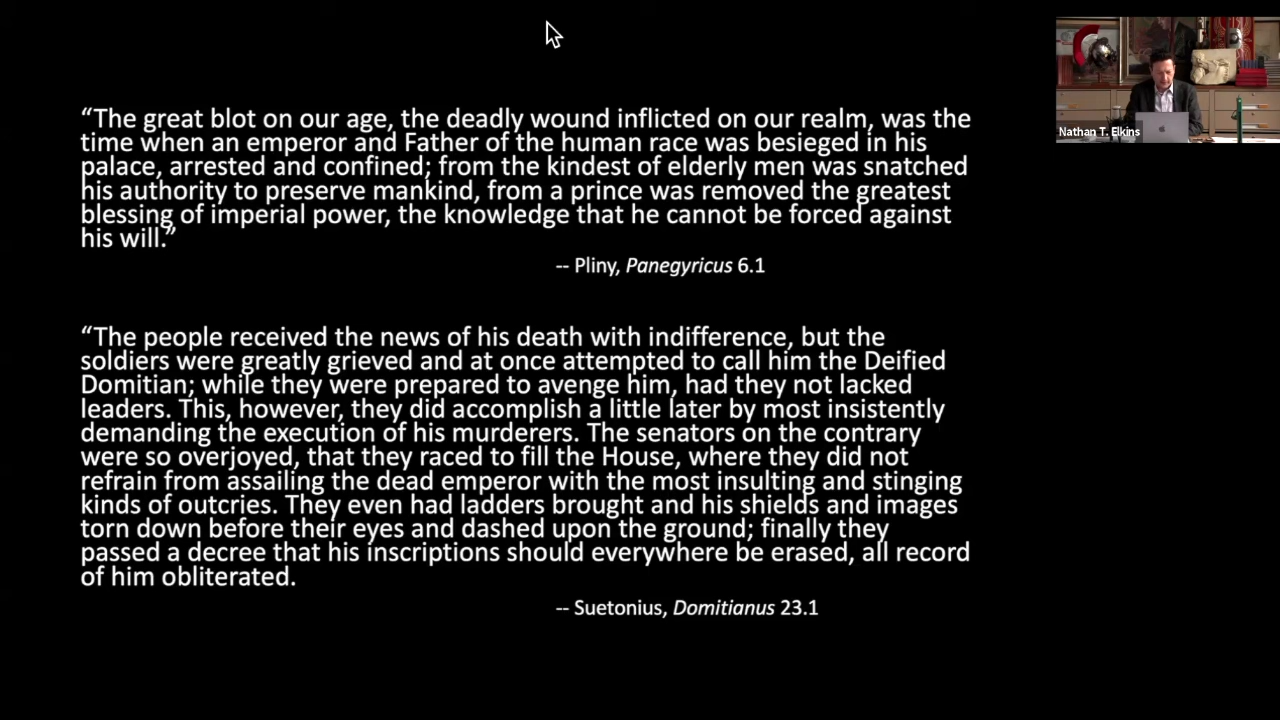 “The great blot on our age, the deadly wound inflicted on our realm, was the
time when an emperor and Father of the human race was besieged in his
palace, arrested and confined; from the kindest of elderly men was snatched
his authority to preserve mankind, from a prince was removed the greatest
blessing of imperial power, the knowledge that he cannot be forced against
his will.”
-- Pliny, Panegyricus 6.1
“The people received the news of his death with indifference, but the
soldiers were greatly grieved and at once attempted to call him the Deified
Domitian; while they were prepared to avenge him, had they not lacked
leaders. This, however, they did accomplish a little later by most insistently
demanding the execution of his murderers. The senators on the contrary
were so overjoyed, that they raced to fill the House, where they did not
refrain from assailing the dead emperor with the most insulting and stinging
kinds of outcries. They even had ladders brought and his shields and images
torn down before their eyes and dashed upon the ground; finally they
passed a decree that his inscriptions should everywhere be erased, all record
of him obliterated.
-- Suetonius, Domitianus 23.1
Nathan T. Elkins